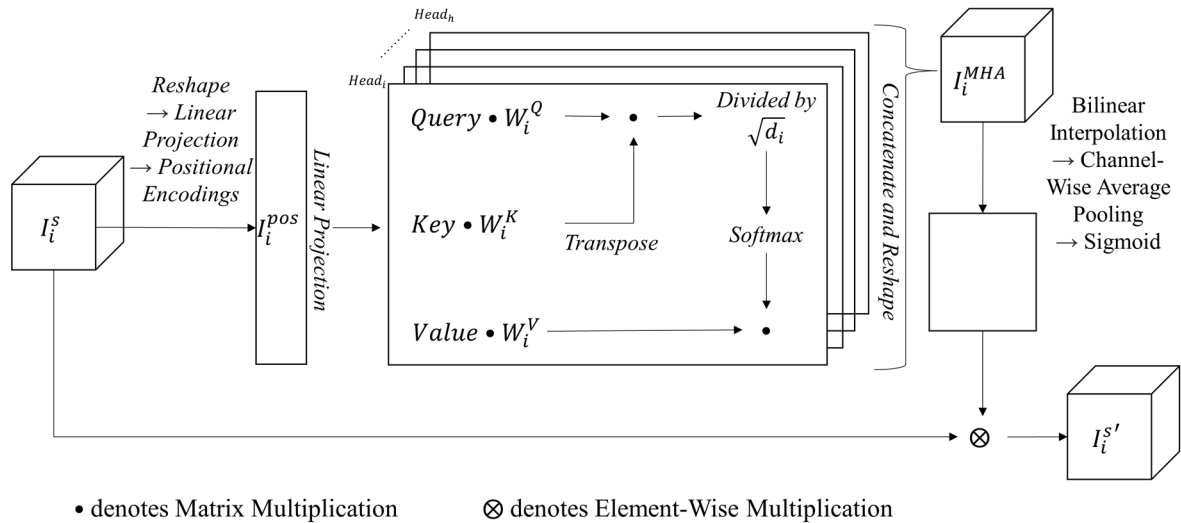 Head_h
Head_i
Reshape
→ Linear
Projection
→ Positional
Encodings
I_i^s
I_i^{pos}
Linear Projection
Query • W_i^Q
Key • W_i^K
Value • W_i^V
Transpose
Divided by
√d_i
Softmax
Concatenate and Reshape
I_i^{MHA}
Bilinear
Interpolation
→ Channel-
Wise Average
Pooling
→ Sigmoid
I_i^{s′}
• denotes Matrix Multiplication
⊗ denotes Element-Wise Multiplication